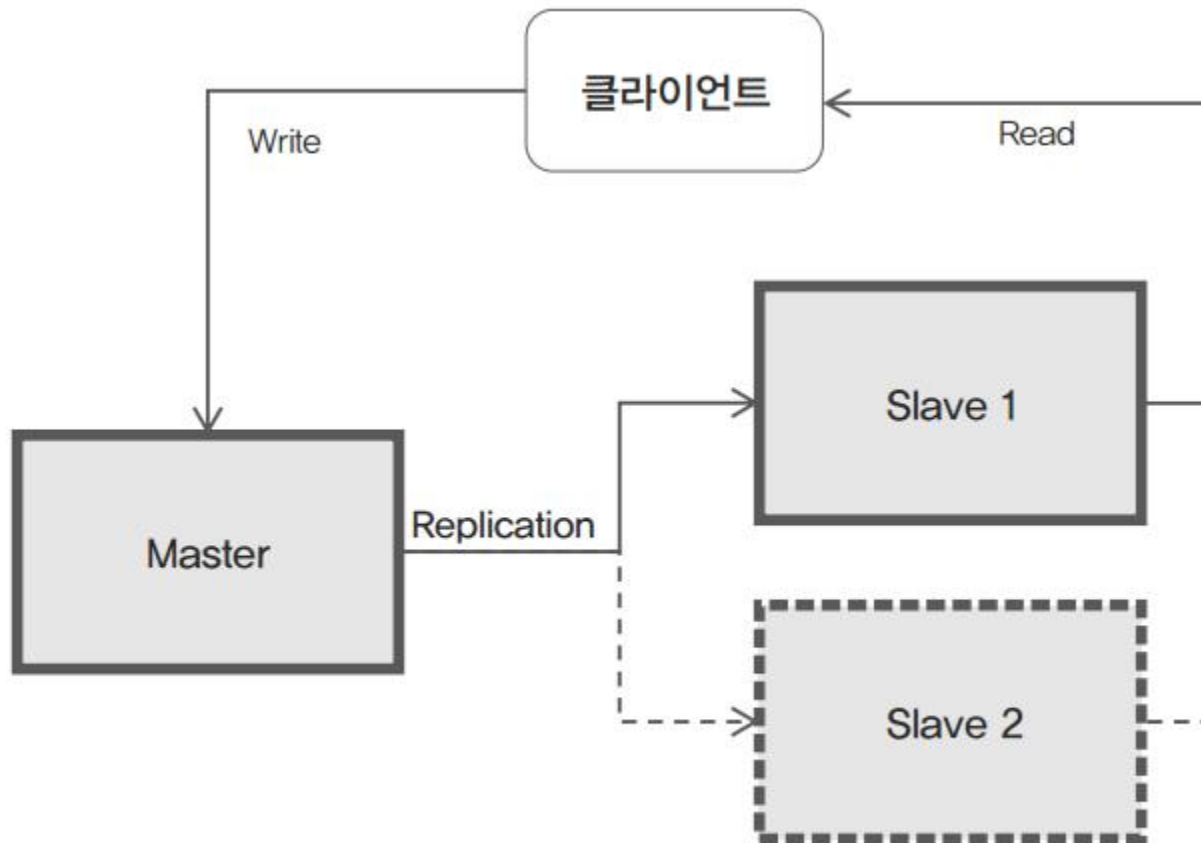 클라이언트
Write
Read
Slave 1
Replication
Master
Slave 2